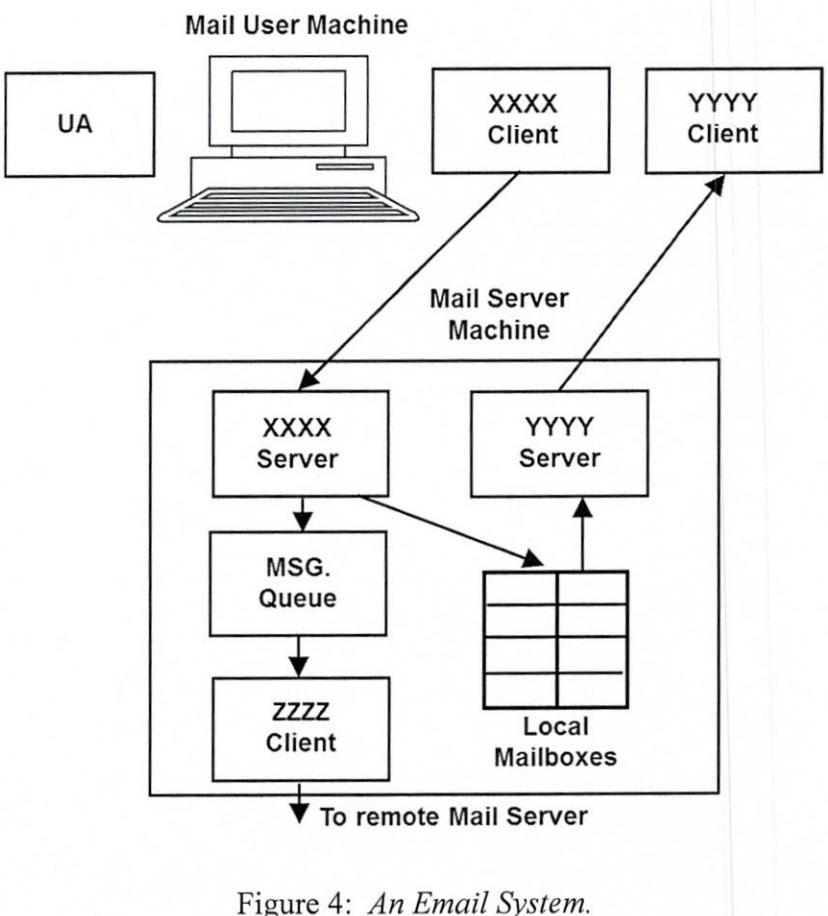 Mail User Machine
UA
XXXX
Client
YYYY
Client
Mail Server
Machine
XXXX
Server
YYYY
Server
MSG.
Queue
ZZZZ
Client
Local
Mailboxes
To remote Mail Server
Figure 4: An Email System.